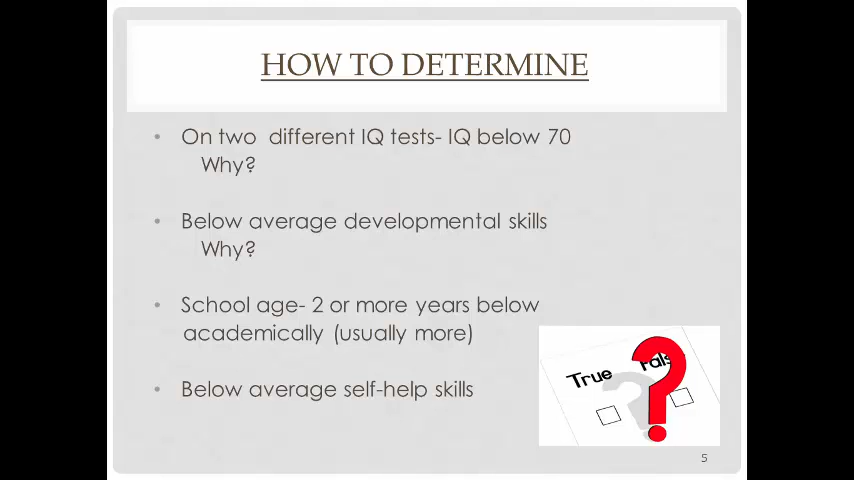 HOW TO DETERMINE
• On two different IQ tests- IQ below 70
Why?
• Below average developmental skills
Why?
• School age- 2 or more years below
academically (usually more)
• Below average self-help skills
True
5